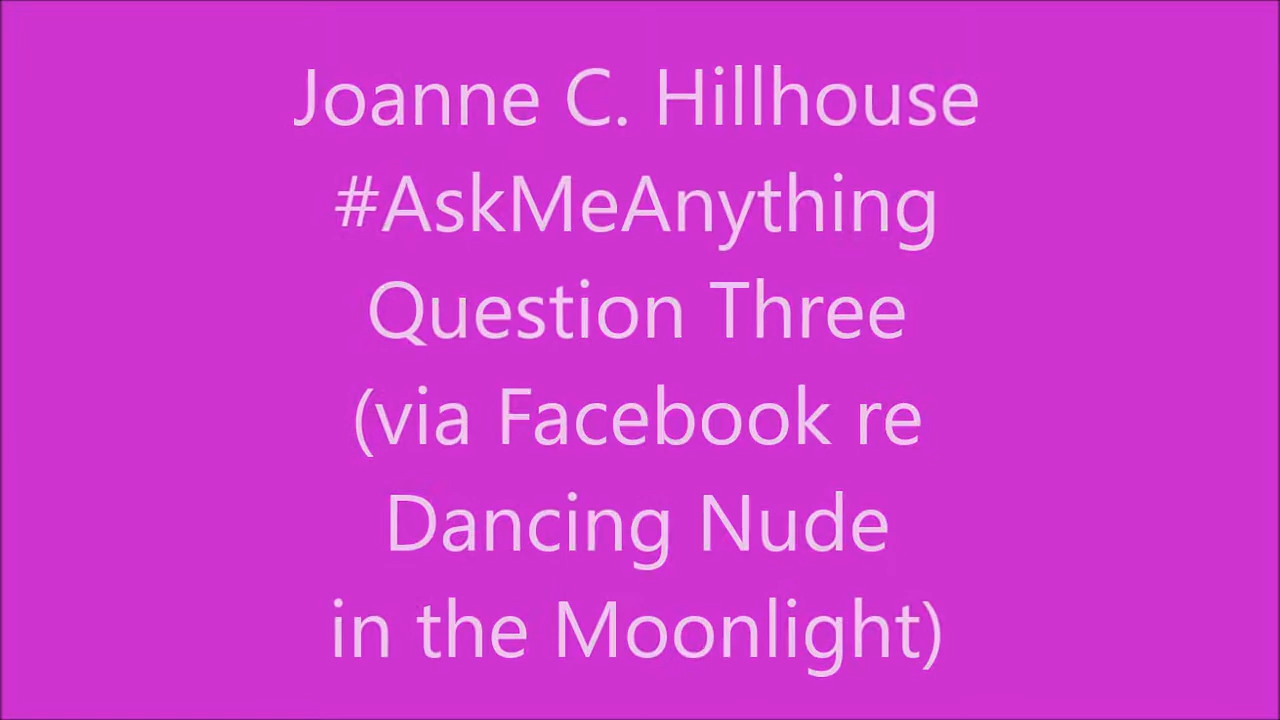 Joanne C. Hillhouse
#AskMeAnything
Question Three
(via Facebook re
Dancing Nude
in the Moonlight)